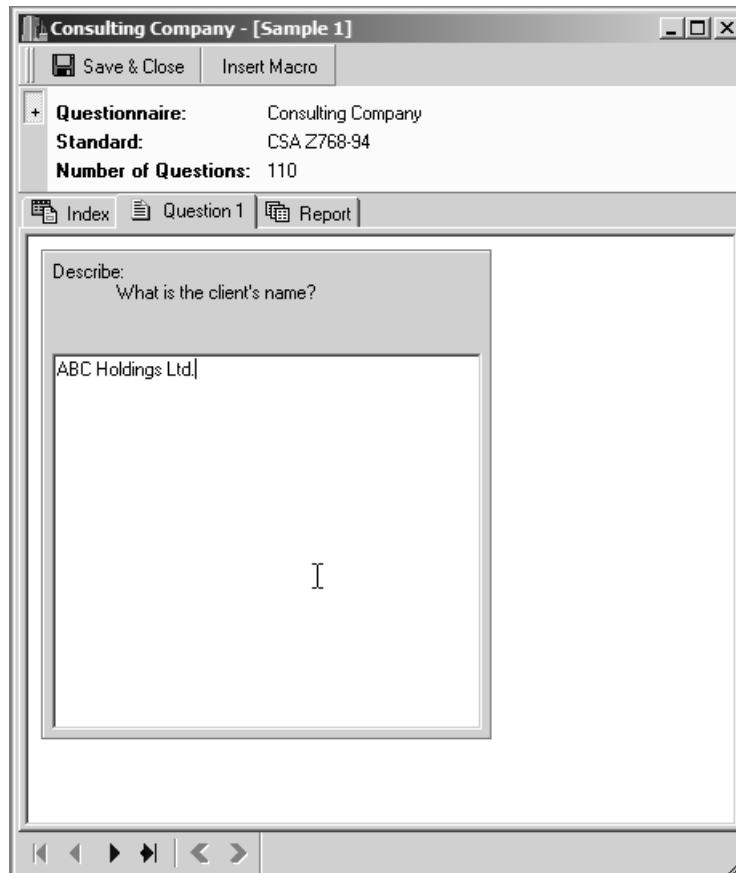 Consulting Company - [Sample 1]
Save & Close Insert Macro
+
Questionnaire: Consulting Company
Standard: CSA Z768-94
Number of Questions: 110
Index Question 1 Report
Describe:
What is the client's name?
ABC Holdings Ltd.